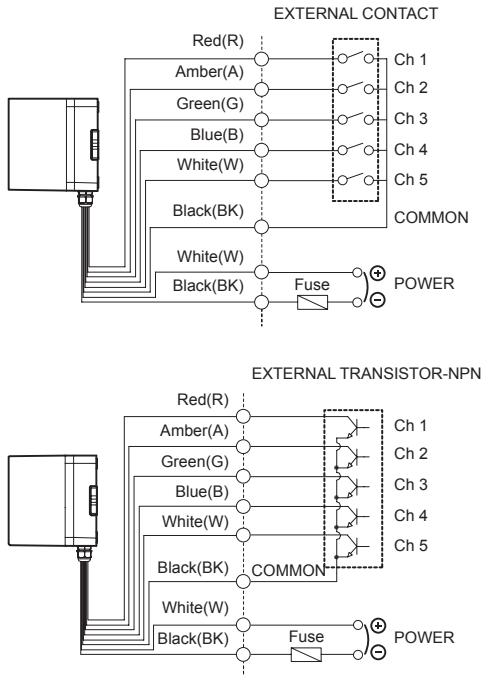 EXTERNAL CONTACT
Red(R)
Ch 1
Amber(A)
Ch 2
Green(G)
Ch 3
Blue(B)
Ch 4
White(W)
Ch 5
Black(BK)
COMMON
White(W)
Black(BK)
Fuse
+
POWER
−
EXTERNAL TRANSISTOR-NPN
Red(R)
Ch 1
Amber(A)
Ch 2
Green(G)
Ch 3
Blue(B)
Ch 4
White(W)
Ch 5
Black(BK)
COMMON
White(W)
Black(BK)
Fuse
+
POWER
−